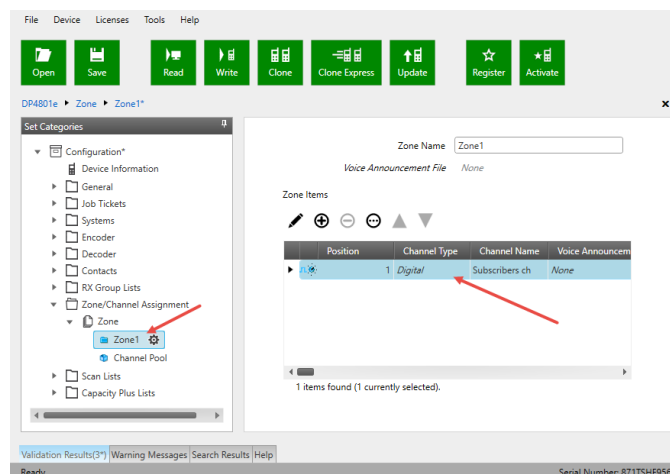 File Device Licenses Tools Help
Open Save Read Write Clone Clone Express Update Register Activate
DP4801e Zone Zone1*
Set Categories
Configuration*
Device Information
General
Job Tickets
Systems
Encoder
Decoder
Contacts
RX Group Lists
Zone/Channel Assignment
Zone
Zone1
Channel Pool
Scan Lists
Capacity Plus Lists
Zone Name Zone1
Voice Announcement File None
Zone Items
Position Channel Type Channel Name Voice Announcem
1 Digital Subscribers ch None
1 items found (1 currently selected).
Validation Results(3*) Warning Messages Search Results Help
Ready Serial Number: 871TSHF956